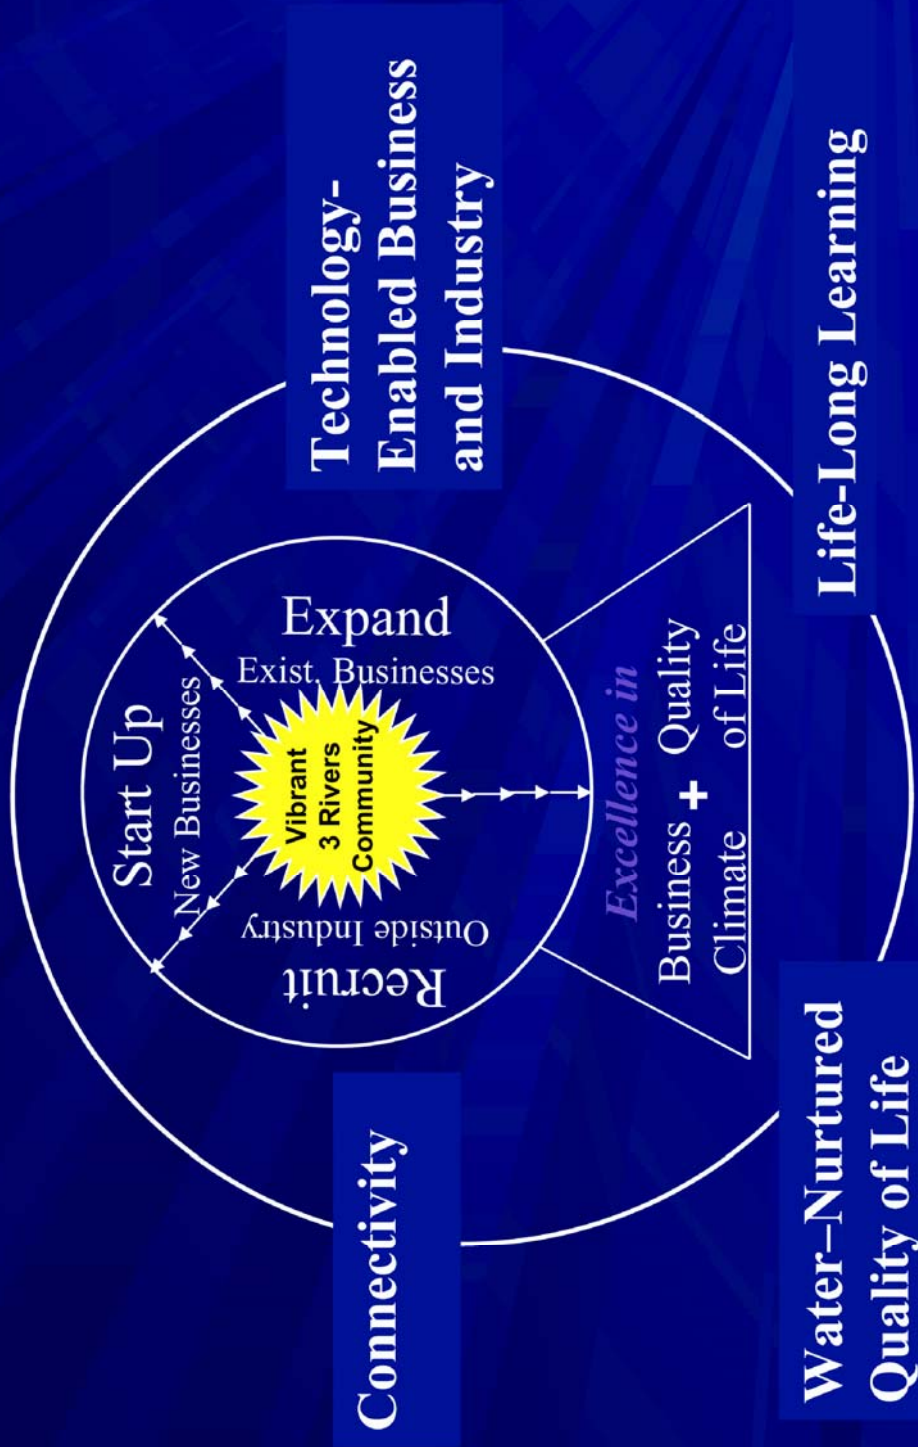 Connectivity
Technology-
Enabled Business
and Industry
Start Up
New Businesses
Recruit
Outside Industry
Expand
Exist. Businesses
Vibrant
3 Rivers
Community
Excellence in
Business + Quality
Climate of Life
Water–Nurtured
Quality of Life
Life-Long Learning